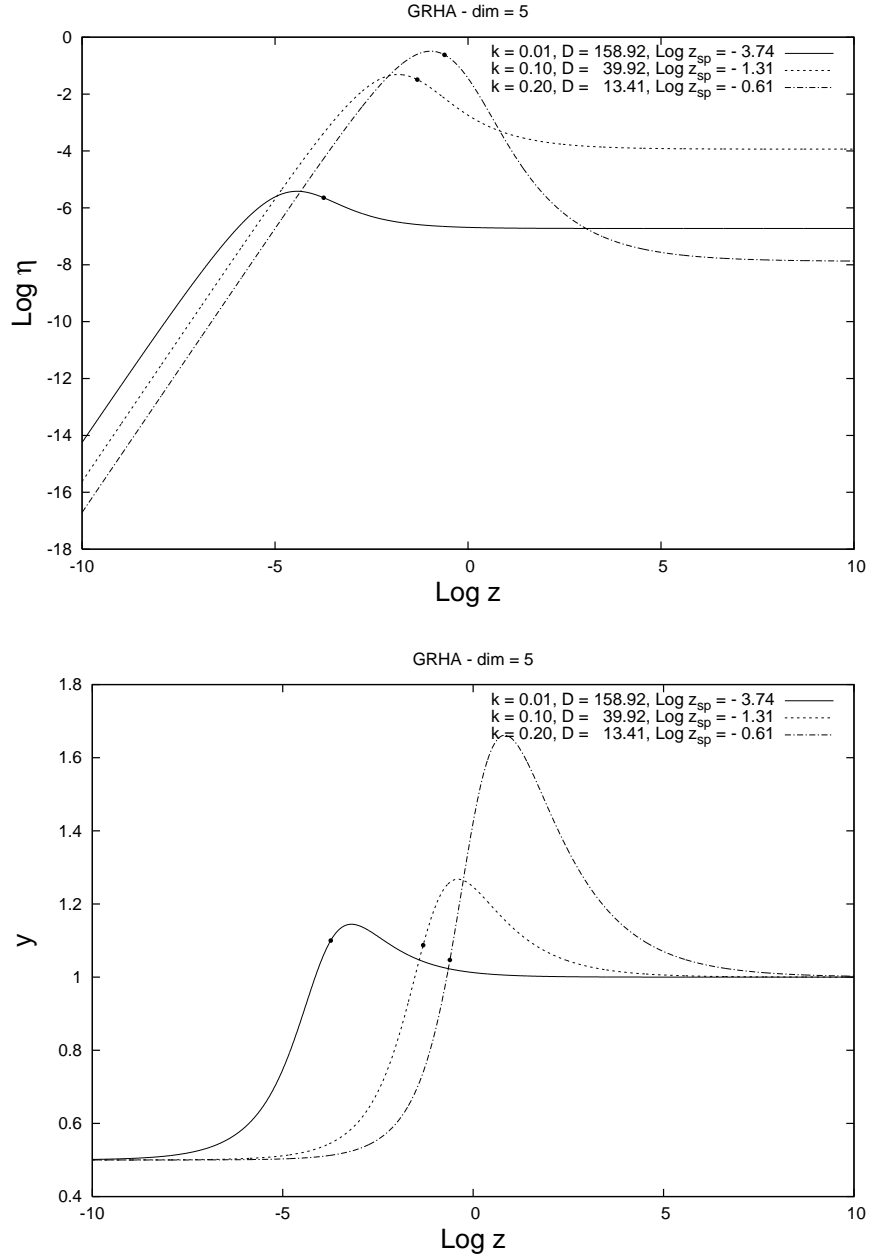 GRHA - dim = 5
k = 0.01, D = 158.92, Log z_sp = - 3.74
k = 0.10, D = 39.92, Log z_sp = - 1.31
k = 0.20, D = 13.41, Log z_sp = - 0.61
0
-2
-4
-6
-8
-10
-12
-14
-16
-18
Log η
-10 -5 0 5 10
Log z
GRHA - dim = 5
k = 0.01, D = 158.92, Log z_sp = - 3.74
k = 0.10, D = 39.92, Log z_sp = - 1.31
k = 0.20, D = 13.41, Log z_sp = - 0.61
1.8
1.6
1.4
1.2
1
0.8
0.6
0.4
y
-10 -5 0 5 10
Log z